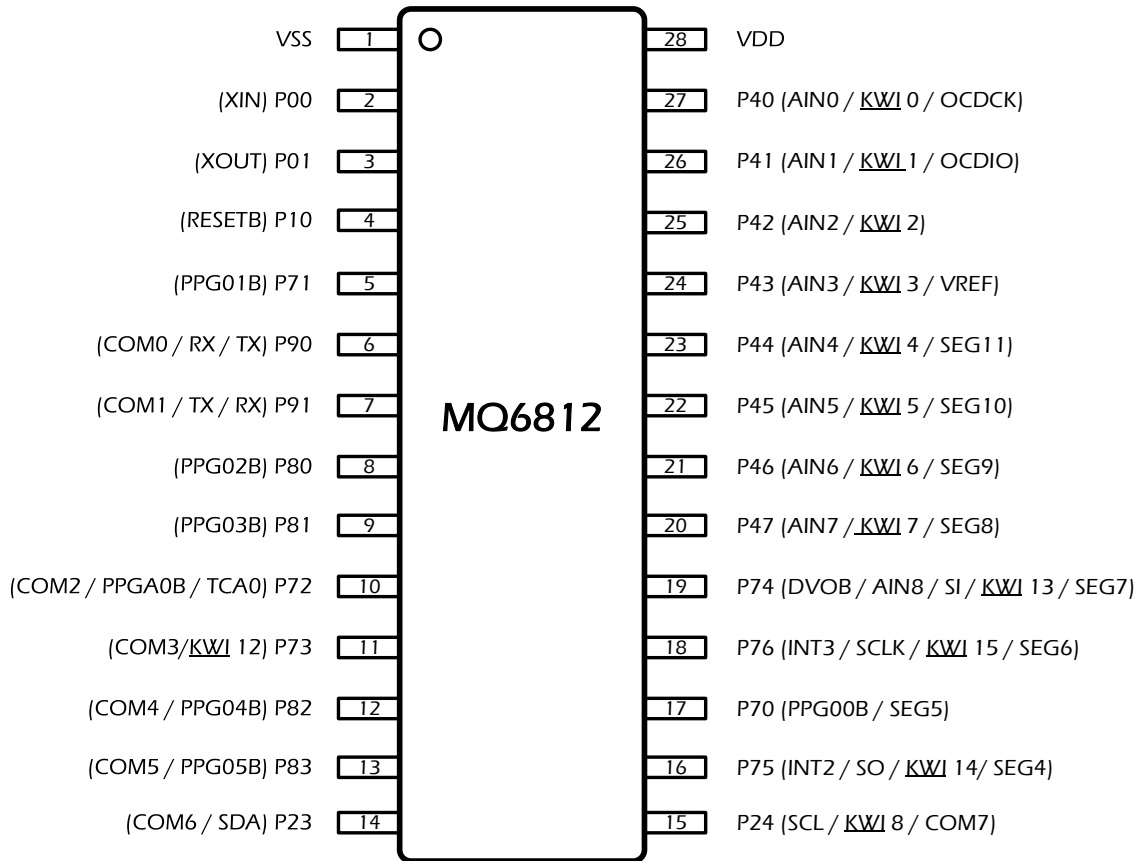 VSS 1 28 VDD
(XIN) P00 2 27 P40 (AIN0 / KWI 0 / OCDCK)
(XOUT) P01 3 26 P41 (AIN1 / KWI 1 / OCDIO)
(RESETB) P10 4 25 P42 (AIN2 / KWI 2)
(PPG01B) P71 5 24 P43 (AIN3 / KWI 3 / VREF)
(COM0 / RX / TX) P90 6 23 P44 (AIN4 / KWI 4 / SEG11)
(COM1 / TX / RX) P91 7 22 P45 (AIN5 / KWI 5 / SEG10)
MQ6812
(PPG02B) P80 8 21 P46 (AIN6 / KWI 6 / SEG9)
(PPG03B) P81 9 20 P47 (AIN7 / KWI 7 / SEG8)
(COM2 / PPGA0B / TCA0) P72 10 19 P74 (DVOB / AIN8 / SI / KWI 13 / SEG7)
(COM3/KWI 12) P73 11 18 P76 (INT3 / SCLK / KWI 15 / SEG6)
(COM4 / PPG04B) P82 12 17 P70 (PPG00B / SEG5)
(COM5 / PPG05B) P83 13 16 P75 (INT2 / SO / KWI 14/ SEG4)
(COM6 / SDA) P23 14 15 P24 (SCL / KWI 8 / COM7)